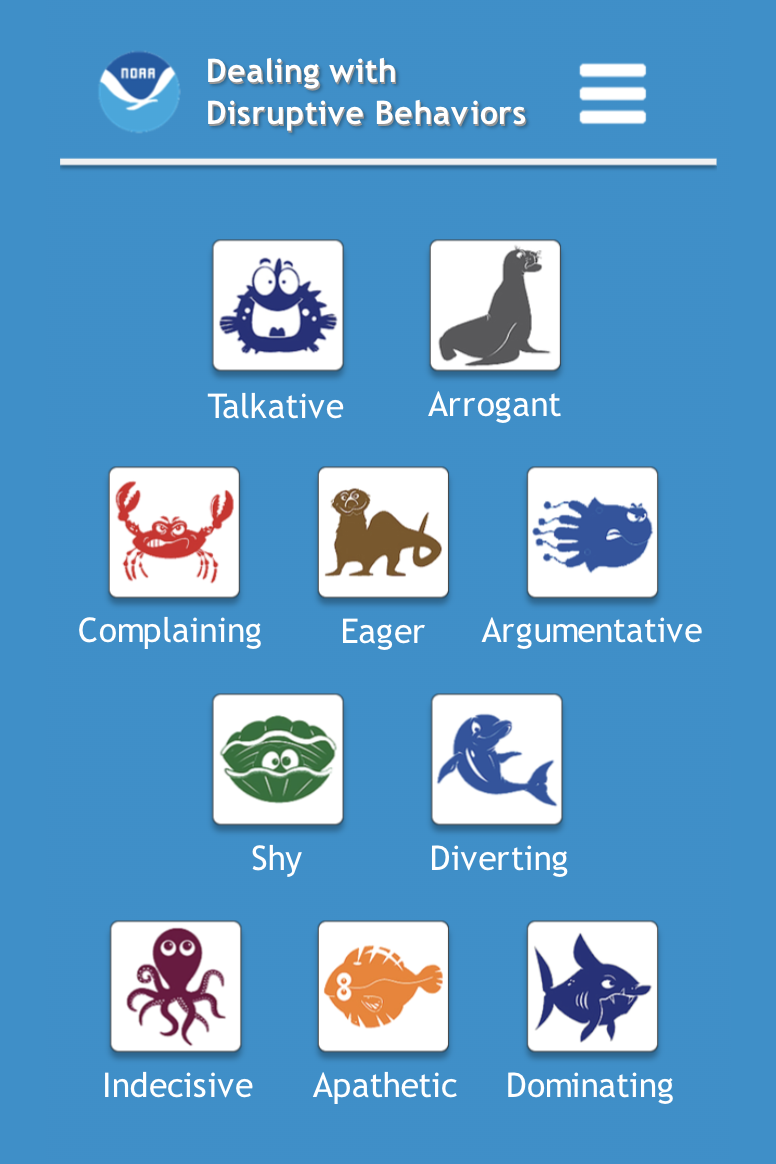 NOAA
Dealing with
Disruptive Behaviors
Talkative
Arrogant
Complaining
Eager
Argumentative
Shy
Diverting
Indecisive
Apathetic
Dominating